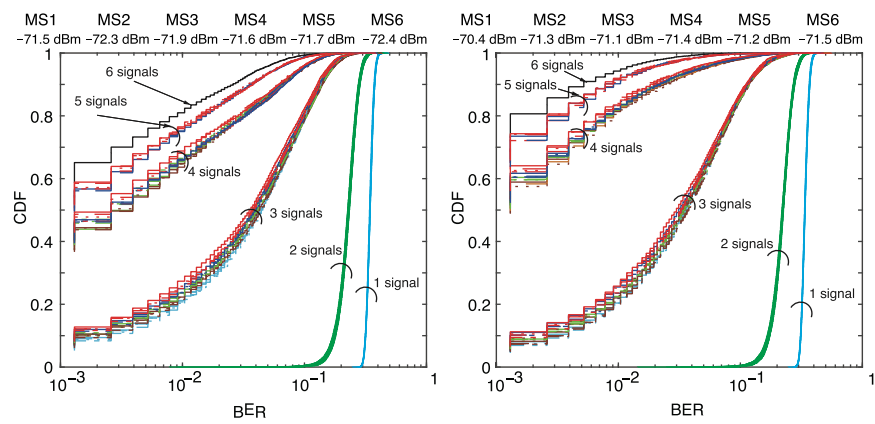 MS1 MS2 MS3 MS4 MS5 MS6
−71.5 dBm −72.3 dBm −71.9 dBm −71.6 dBm −71.7 dBm −72.4 dBm
1
6 signals
5 signals
0.8
4 signals
0.6
CDF
3 signals
0.4
2 signals
1 signal
0.2
0
10−3 10−2 10−1 1
BER
MS1 MS2 MS3 MS4 MS5 MS6
−70.4 dBm −71.3 dBm −71.1 dBm −71.4 dBm −71.2 dBm −71.5 dBm
1
6 signals
5 signals
0.8
4 signals
0.6
CDF
3 signals
0.4
2 signals
1 signal
0.2
0
10−3 10−2 10−1 1
BER